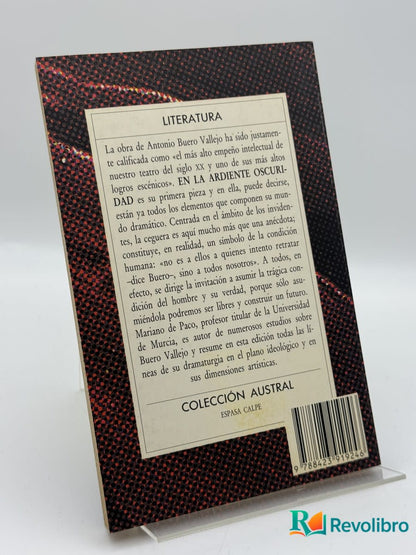 LITERATURA
La obra de Antonio Buero Vallejo ha sido justamen-
te calificada como «el más alto empeño intelectual de
nuestro teatro del siglo XX y uno de sus más altos
logros escénicos». EN LA ARDIENTE OSCURI-
DAD es su primera pieza y en ella, puede decirse,
están ya todos los elementos que componen su mun-
do dramático. Centrada en el ámbito de los inviden-
tes, la ceguera es aquí mucho más que una anécdota;
constituye, en realidad, un símbolo de la condición
humana: «no es a ellos a quienes intento retratar
–dice Buero–, sino a todos nosotros». A todos, en
efecto, se dirige la invitación a asumir la trágica con-
dición del hombre y su verdad, porque sólo asu-
miéndola podremos ser libres y construir un futuro.
Mariano de Paco, profesor titular de la Universidad
de Murcia, es autor de numerosos estudios sobre
Buero Vallejo y resume en esta edición todas las lí-
neas de su dramaturgia en el plano ideológico y en
sus dimensiones artísticas.
COLECCIÓN AUSTRAL
ESPASA CALPE
9 788423 919246
Revolibro